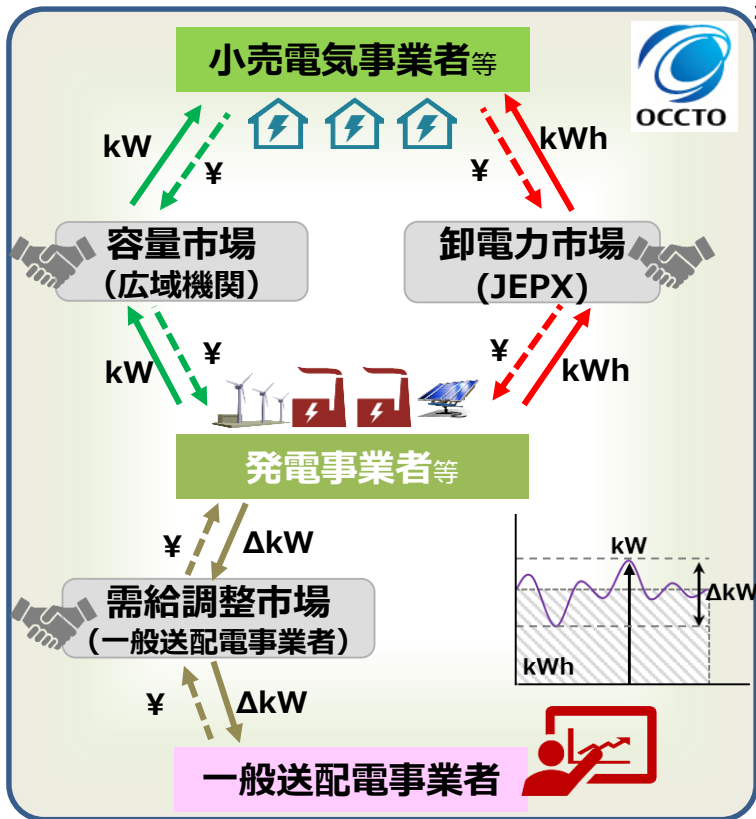 小売電気事業者等
OCCTO
kW
¥
¥
kWh
容量市場
（広域機関）
卸電力市場
(JEPX)
kW
¥
¥
kWh
発電事業者等
¥
ΔkW
需給調整市場
（一般送配電事業者）
¥
ΔkW
kW
ΔkW
kWh
一般送配電事業者